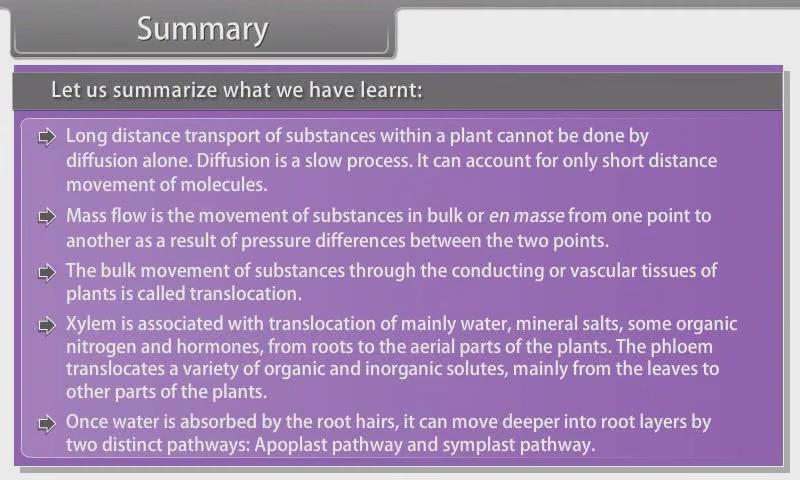 Summary
Let us summarize what we have learnt:
Long distance transport of substances within a plant cannot be done by
diffusion alone. Diffusion is a slow process. It can account for only short distance
movement of molecules.
Mass flow is the movement of substances in bulk or en masse from one point to
another as a result of pressure differences between the two points.
The bulk movement of substances through the conducting or vascular tissues of
plants is called translocation.
Xylem is associated with translocation of mainly water, mineral salts, some organic
nitrogen and hormones, from roots to the aerial parts of the plants. The phloem
translocates a variety of organic and inorganic solutes, mainly from the leaves to
other parts of the plants.
Once water is absorbed by the root hairs, it can move deeper into root layers by
two distinct pathways: Apoplast pathway and symplast pathway.